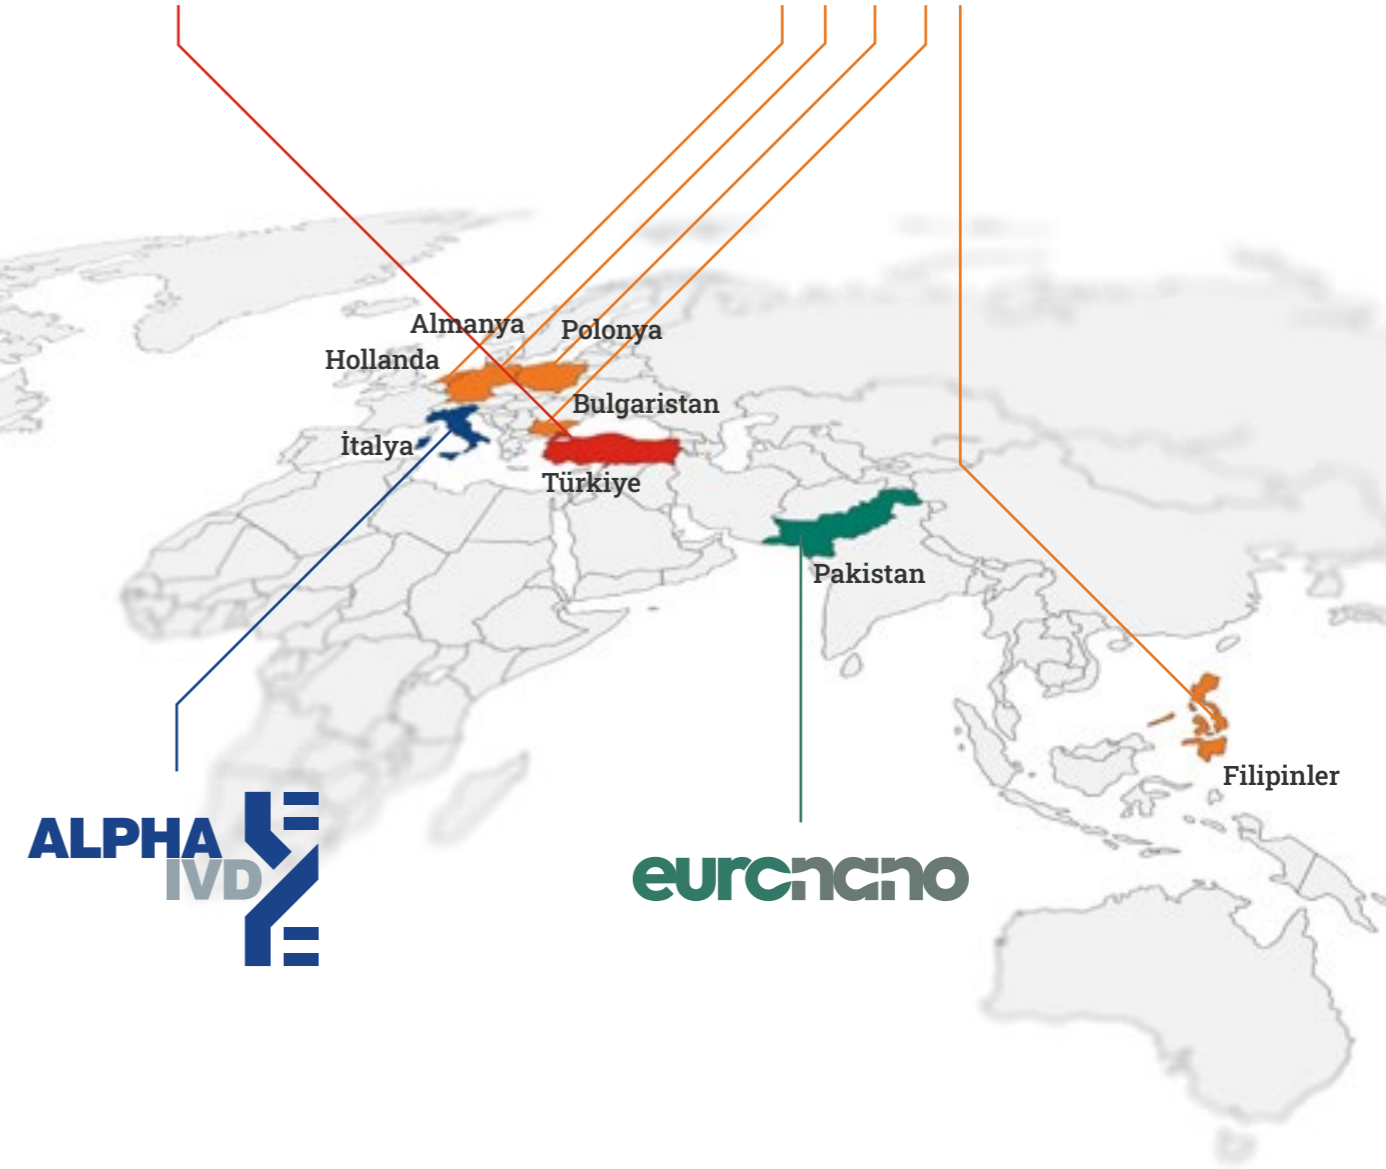 Almanya
Polonya
Hollanda
Bulgaristan
İtalya
Türkiye
Pakistan
Filipinler
ALPHA
IVD
euronano